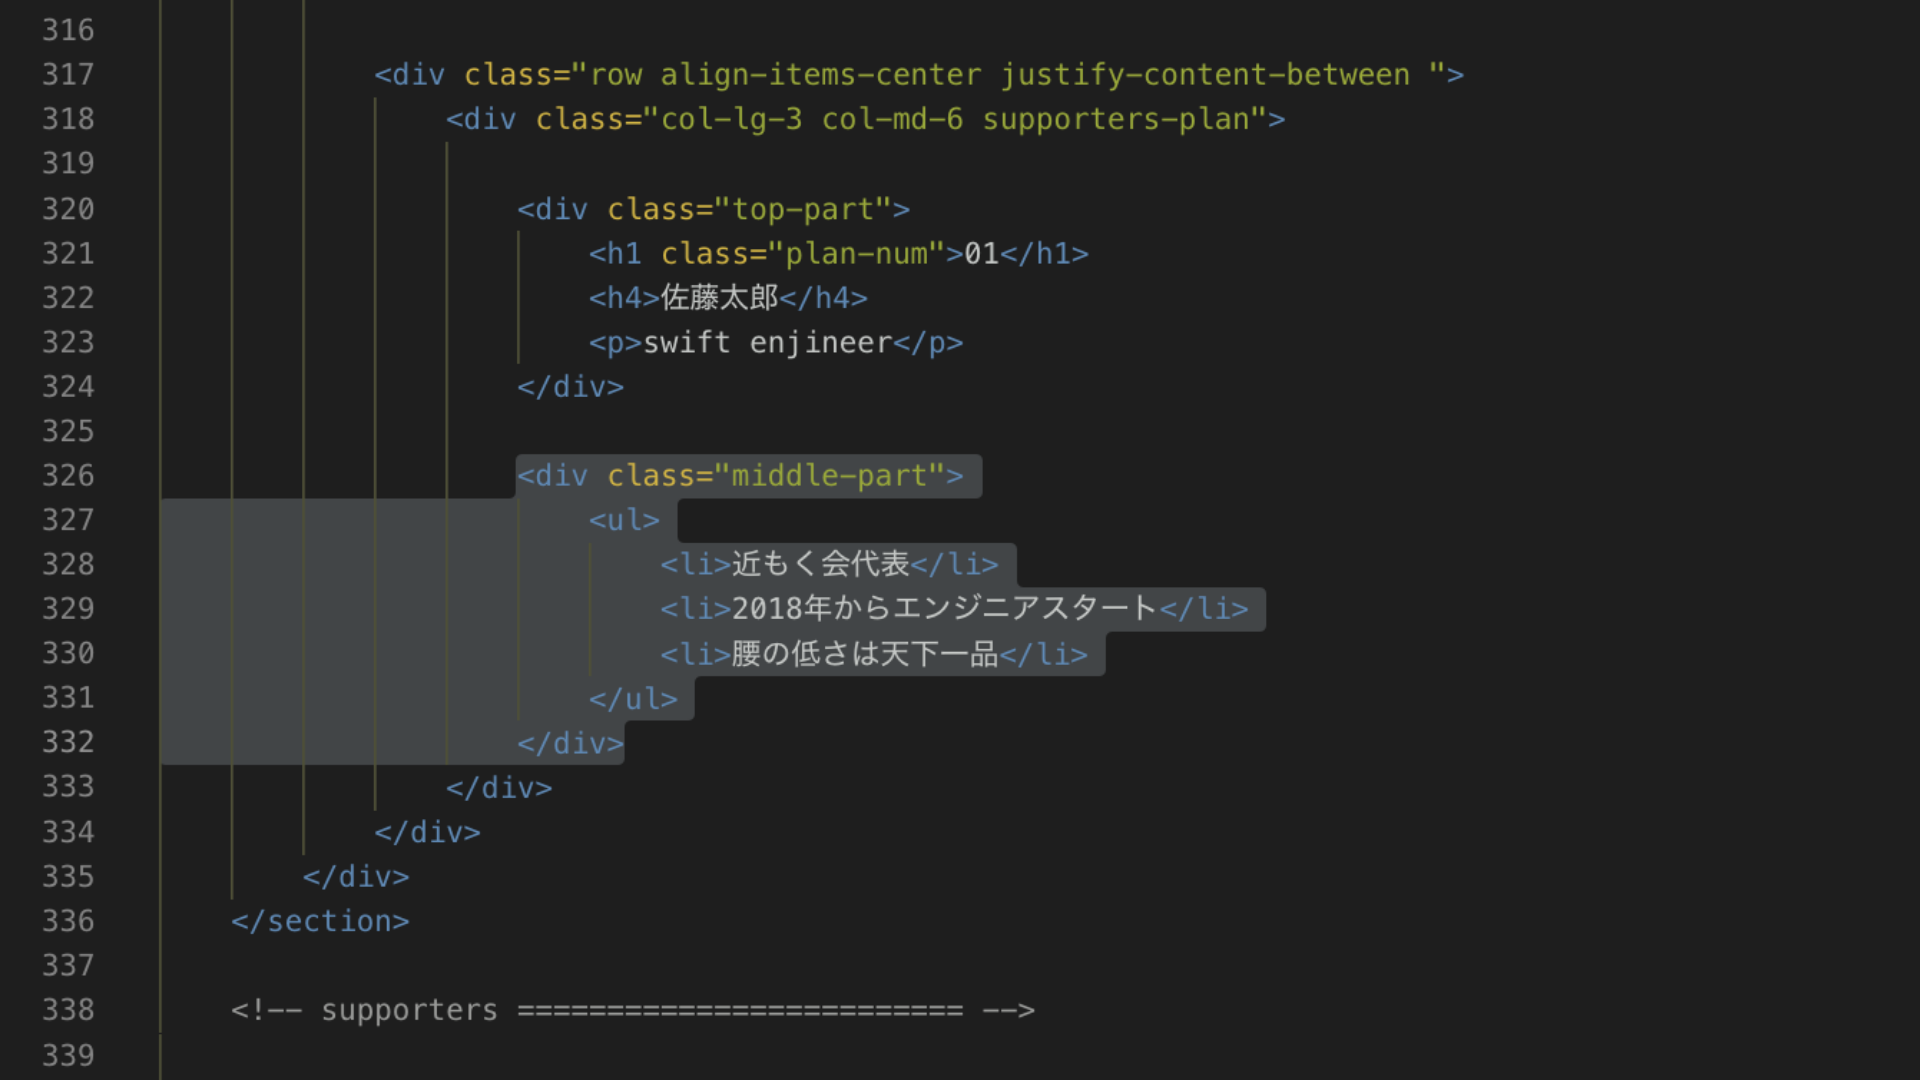 316
317 <div class="row align-items-center justify-content-between ">
318 <div class="col-lg-3 col-md-6 supporters-plan">
319
320 <div class="top-part">
321 <h1 class="plan-num">01</h1>
322 <h4>佐藤太郎</h4>
323 <p>swift enjineer</p>
324 </div>
325
326 <div class="middle-part">
327 <ul>
328 <li>近もく会代表</li>
329 <li>2018年からエンジニアスタート</li>
330 <li>腰の低さは天下一品</li>
331 </ul>
332 </div>
333 </div>
334 </div>
335 </div>
336 </section>
337
338 <!-- supporters ========================= -->
339